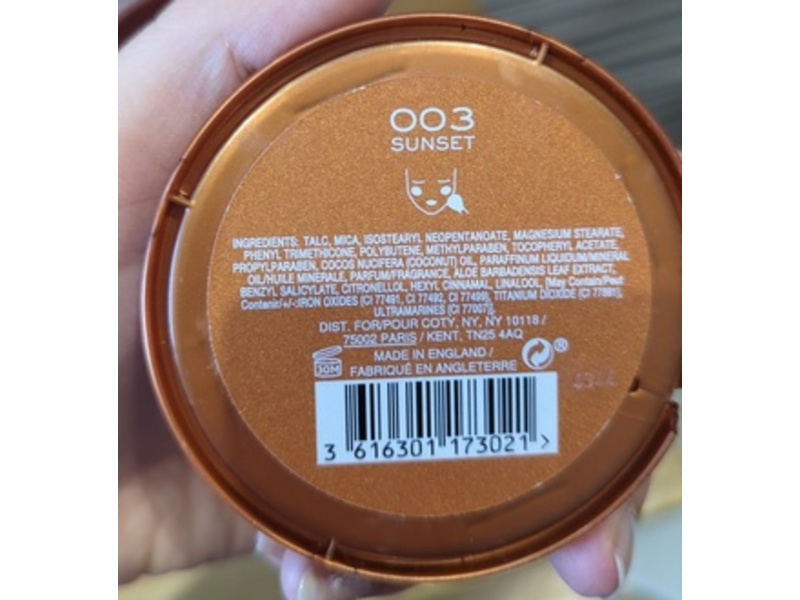 003
SUNSET
INGREDIENTS: TALC, MICA, ISOSTEARYL NEOPENTANOATE, MAGNESIUM STEARATE,
PHENYL TRIMETHICONE, POLYBUTENE, METHYLPARABEN, TOCOPHERYL ACETATE,
PROPYLPARABEN, COCOS NUCIFERA (COCONUT) OIL, PARAFFINUM LIQUIDUM/MINERAL
OIL/HUILE MINERALE, PARFUM/FRAGRANCE, ALOE BARBADENSIS LEAF EXTRACT,
BENZYL SALICYLATE, CITRONELLOL, HEXYL CINNAMAL, LINALOOL [May Contain/Peut
Contenir/+/-:IRON OXIDES (CI 77491, CI 77492, CI 77499), TITANIUM DIOXIDE (CI 77891),
ULTRAMARINES (CI 77007)].
DIST. FOR/POUR COTY, NY, NY 10118 /
75002 PARIS / KENT, TN25 4AQ
30M
MADE IN ENGLAND /
FABRIQUÉ EN ANGLETERRE
®
3 616301 173021 >